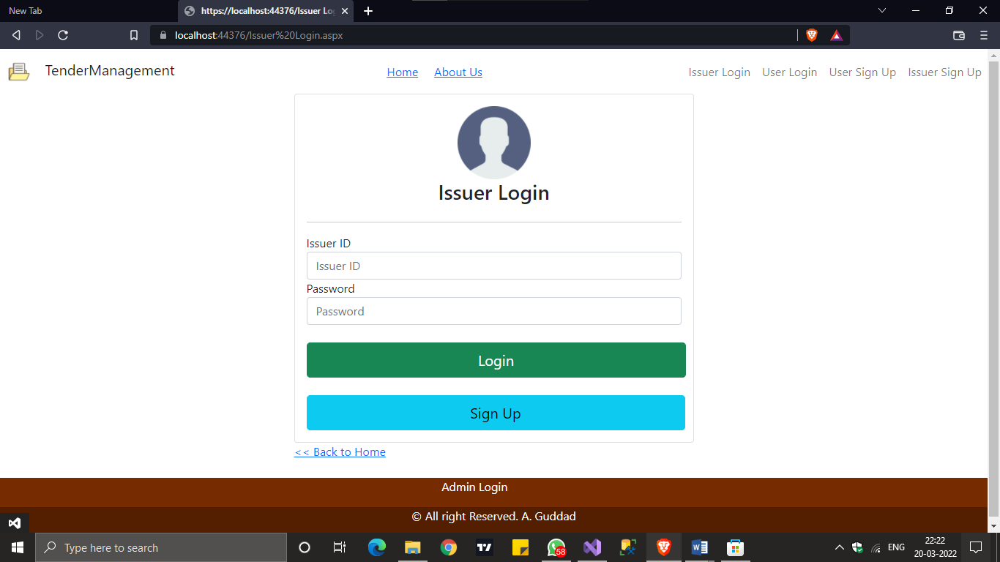 New Tab
https://localhost:44376/Issuer Log
localhost:44376/Issuer%20Login.aspx
TenderManagement
Home About Us
Issuer Login User Login User Sign Up Issuer Sign Up
Issuer Login
Issuer ID
Issuer ID
Password
Password
Login
Sign Up
<< Back to Home
Admin Login
© All right Reserved. A. Guddad
Type here to search
58
ENG
22:22
20-03-2022